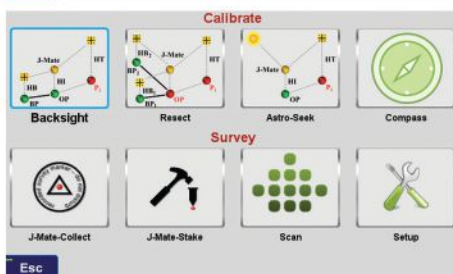 Calibrate
J-Mate
HT
HB
HI
BP
OP
P₁
Backsight
HB₂
BP₂
J-Mate
HT
HB₁
BP₁
OP
P₁
Resect
J-Mate
HT
HI
OP
P₁
Astro-Seek
Compass
Survey
J-Mate-Collect
J-Mate-Stake
Scan
Setup
Esc